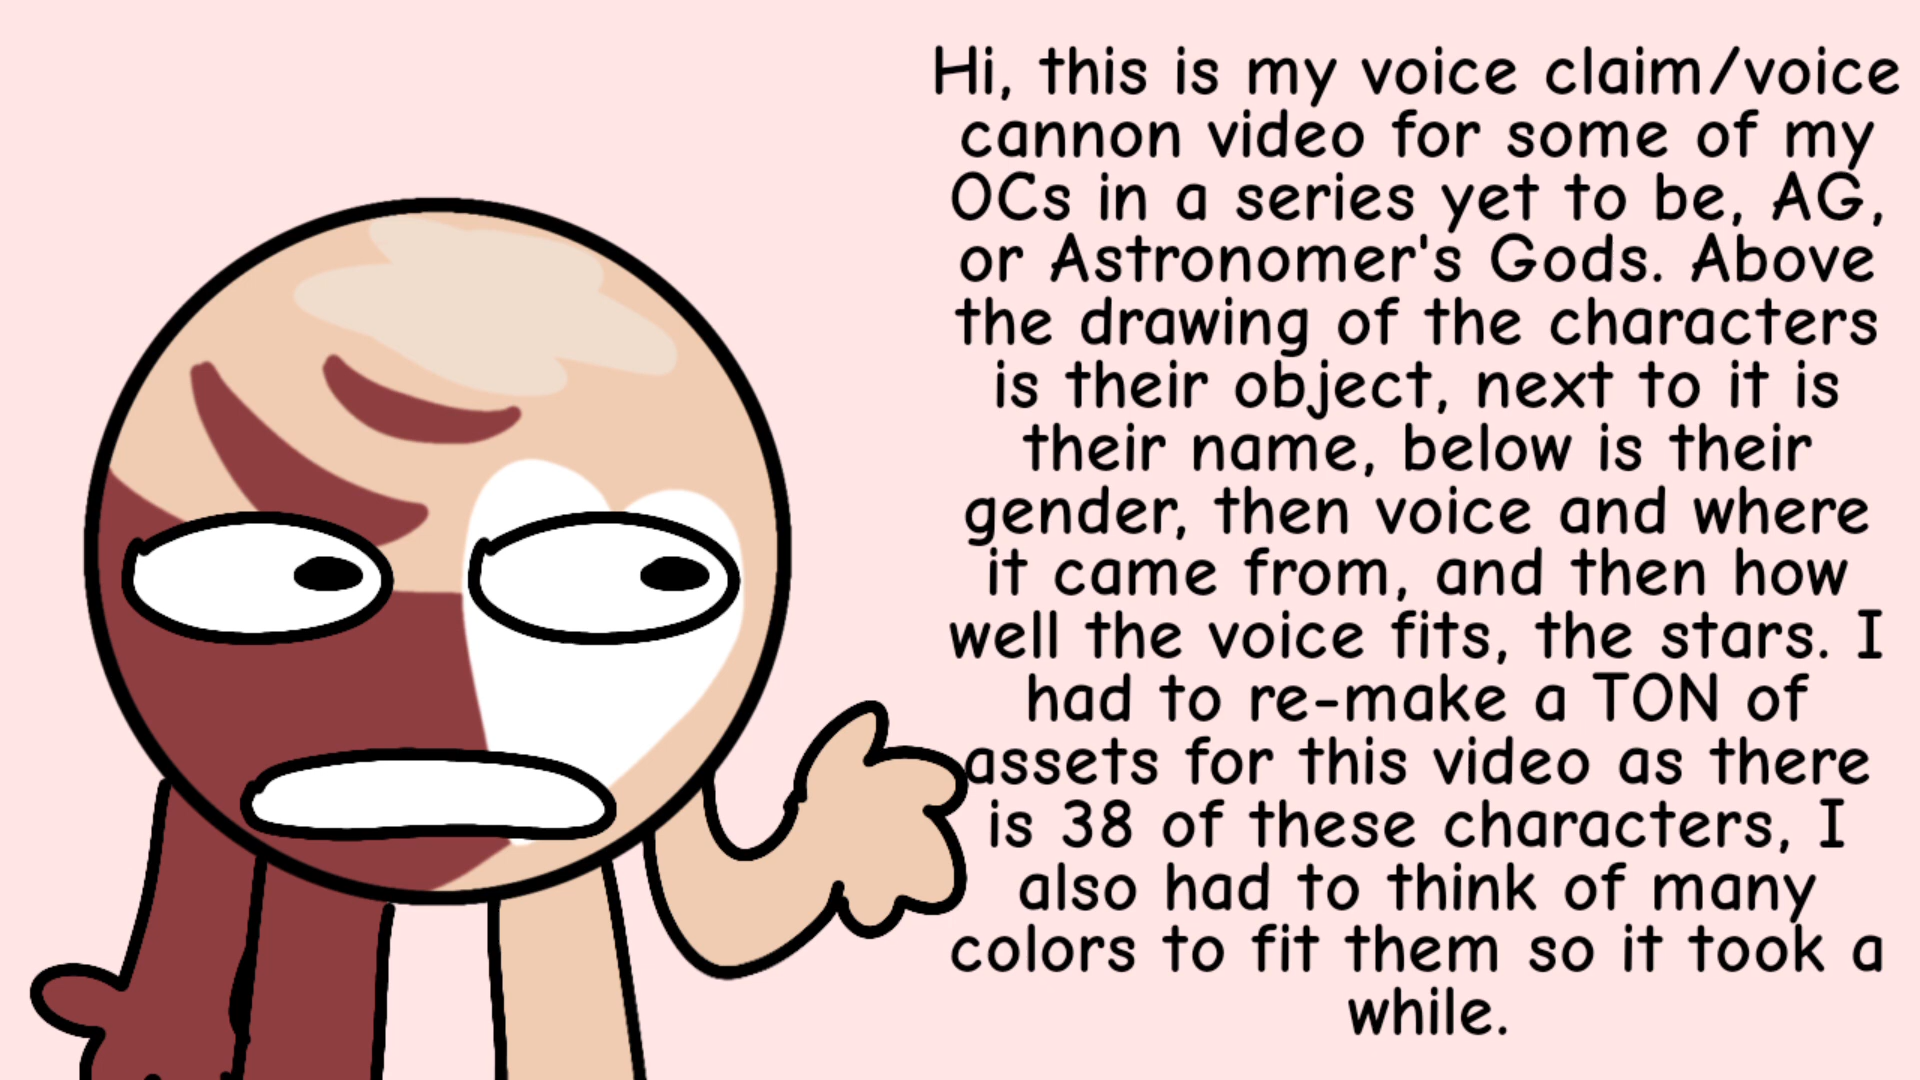 Hi, this is my voice claim/voice
cannon video for some of my
OCs in a series yet to be, AG,
or Astronomer's Gods. Above
the drawing of the characters
is their object, next to it is
their name, below is their
gender, then voice and where
it came from, and then how
well the voice fits, the stars. I
had to re-make a TON of
assets for this video as there
is 38 of these characters, I
also had to think of many
colors to fit them so it took a
while.